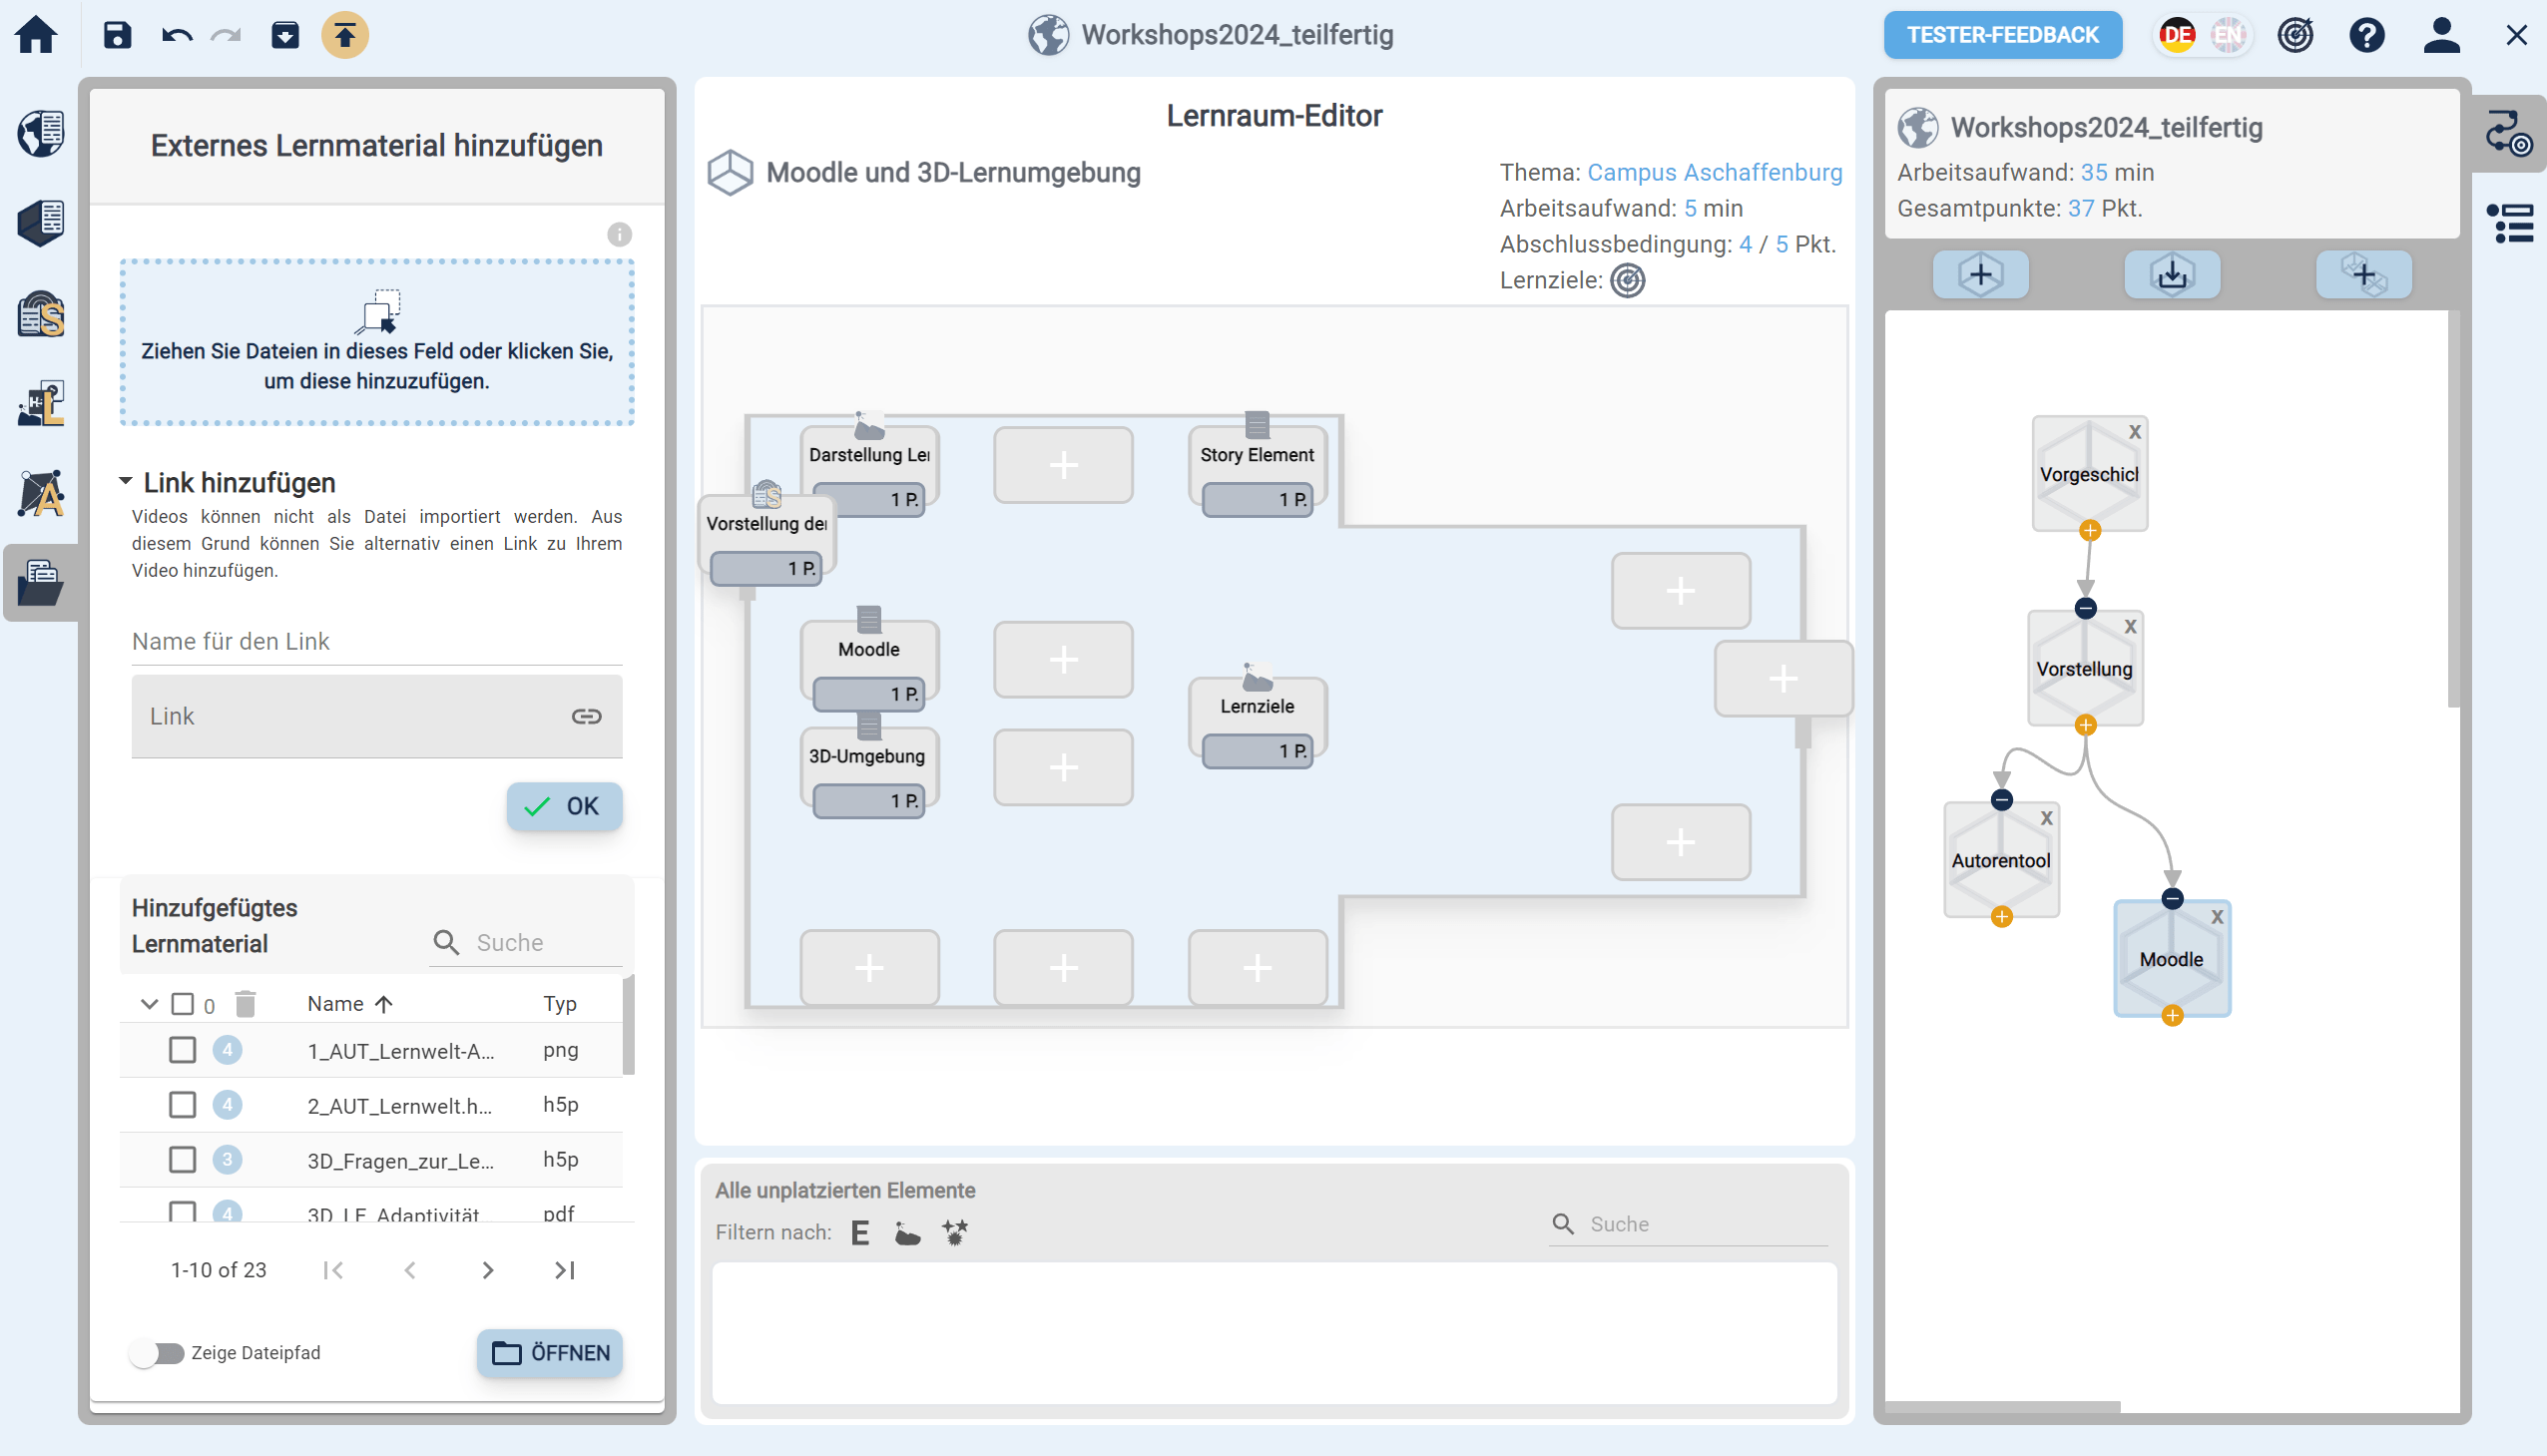 Workshops2024_teilfertig
TESTER-FEEDBACK
DE
EN
Externes Lernmaterial hinzufügen
Ziehen Sie Dateien in dieses Feld oder klicken Sie,
um diese hinzuzufügen.
Link hinzufügen
Videos können nicht als Datei importiert werden. Aus
diesem Grund können Sie alternativ einen Link zu Ihrem
Video hinzufügen.
Name für den Link
Link
OK
Hinzufgefügtes
Lernmaterial
Suche
0 Name Typ
4 1_AUT_Lernwelt-A... png
4 2_AUT_Lernwelt.h... h5p
3 3D_Fragen_zur_Le... h5p
4 3D_LE_Adaptivität pdf
1-10 of 23
Zeige Dateipfad
ÖFFNEN
Lernraum-Editor
Moodle und 3D-Lernumgebung
Thema: Campus Aschaffenburg
Arbeitsaufwand: 5 min
Abschlussbedingung: 4 / 5 Pkt.
Lernziele:
Darstellung Ler
1 P.
Story Element
1 P.
Vorstellung der
1 P.
Moodle
1 P.
Lernziele
1 P.
3D-Umgebung
1 P.
Alle unplatzierten Elemente
Filtern nach: E
Suche
Workshops2024_teilfertig
Arbeitsaufwand: 35 min
Gesamtpunkte: 37 Pkt.
X
Vorgeschicl
X
Vorstellung
X
Autorentool
X
Moodle
S
L
A